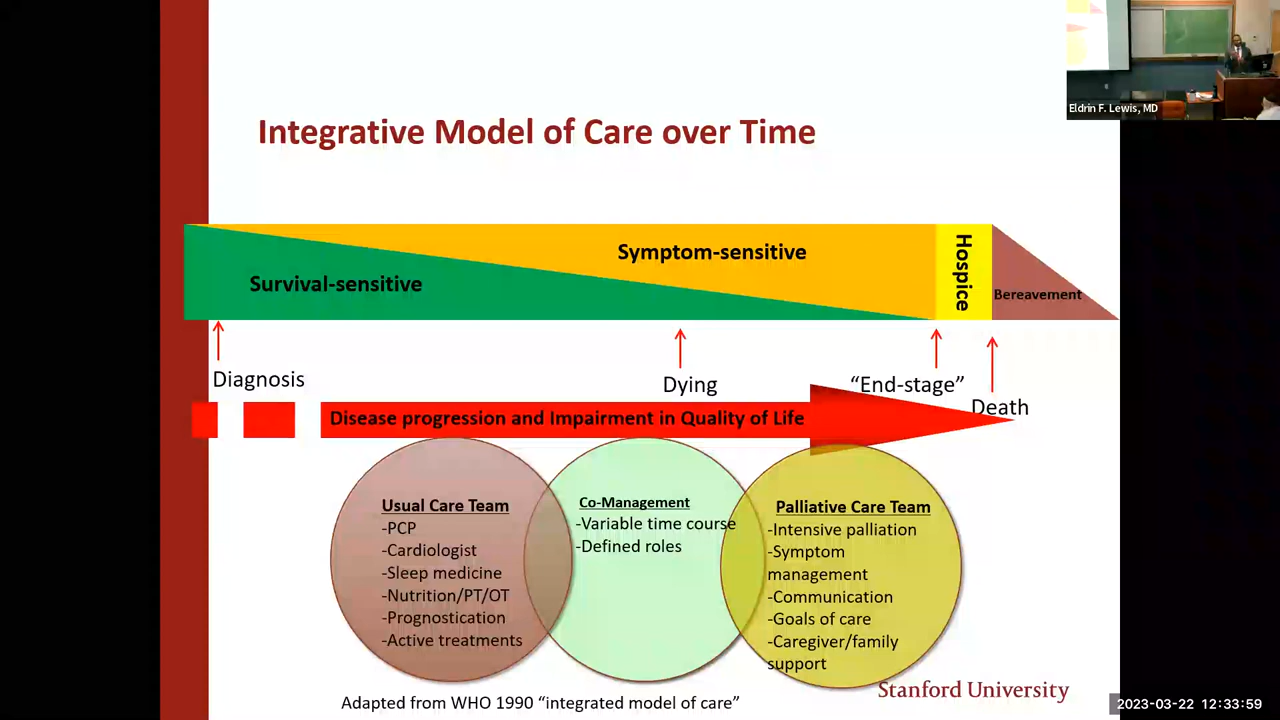 Eldrin F. Lewis, MD
Integrative Model of Care over Time
Symptom-sensitive
Survival-sensitive
Hospice
Bereavement
Diagnosis
Dying
“End-stage”
Death
Disease progression and Impairment in Quality of Life
Usual Care Team
-PCP
-Cardiologist
-Sleep medicine
-Nutrition/PT/OT
-Prognostication
-Active treatments
Co-Management
-Variable time course
-Defined roles
Palliative Care Team
-Intensive palliation
-Symptom
management
-Communication
-Goals of care
-Caregiver/family
support
Stanford University
Adapted from WHO 1990 “integrated model of care”
2023-03-22 12:33:59